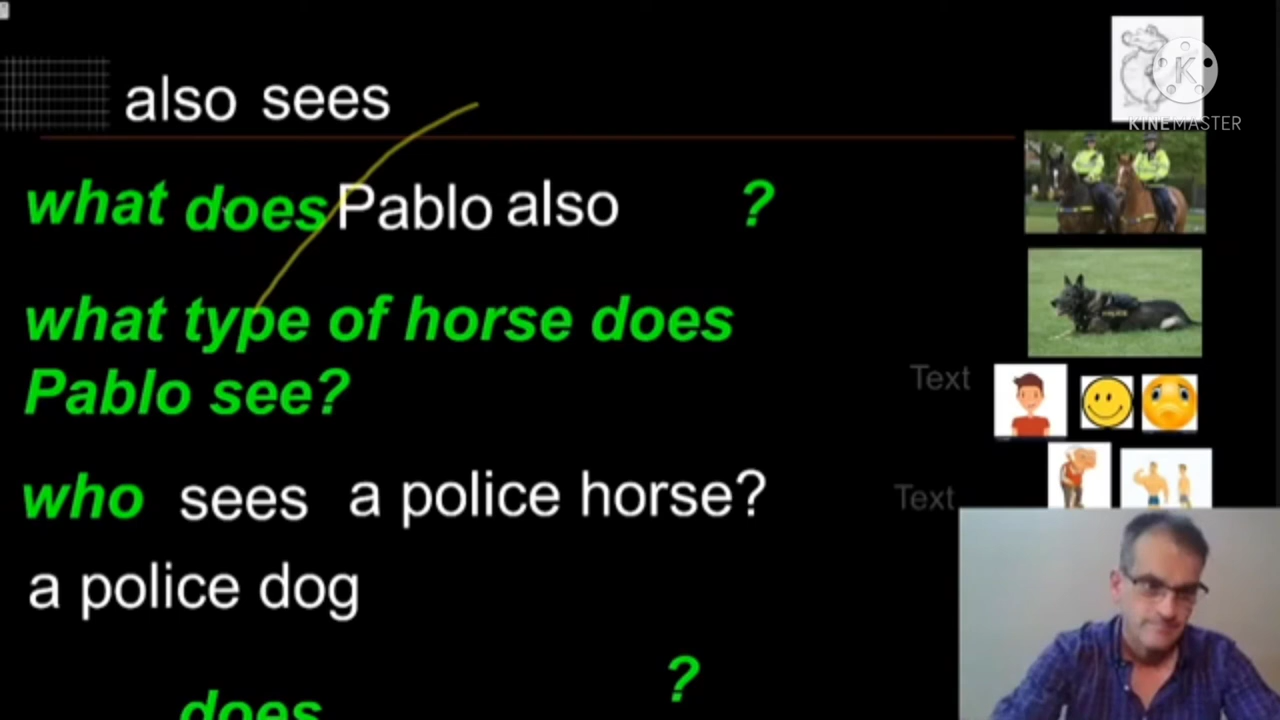 also sees
what does Pablo also ?
what type of horse does
Pablo see?
who sees a police horse?
a police dog
does ?
Text
Text
K
KINEMASTER